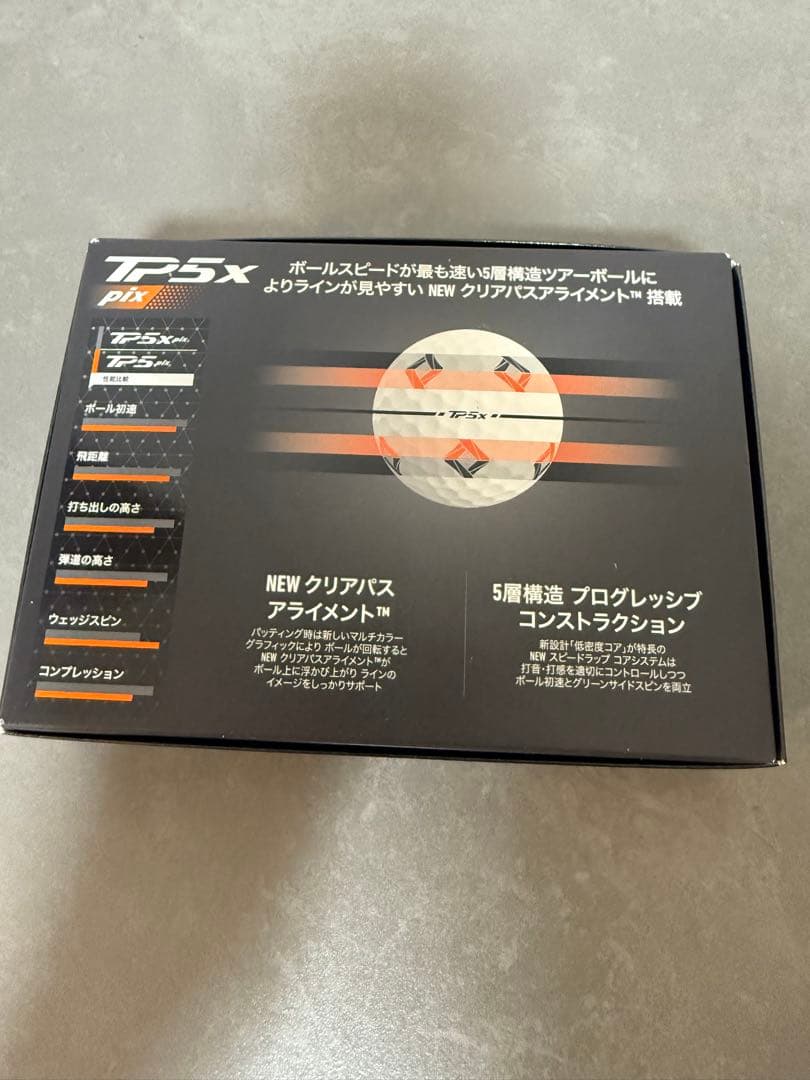 TP5x
pix
ボールスピードが最も速い5層構造ツアーボールに
よりラインが見やすい NEW クリアパスアライメント™ 搭載
TP5x pix
TP5 pix
性能比較
ボール初速
飛距離
打ち出しの高さ
弾道の高さ
ウェッジスピン
コンプレッション
TP5x
NEW クリアパス
アライメント™
パッティング時は新しいマルチカラー
グラフィックにより ボールが回転すると
NEW クリアパスアライメント™が
ボール上に浮かび上がり ラインの
イメージをしっかりサポート
5層構造 プログレッシブ
コンストラクション
新設計「低密度コア」が特長の
NEW スピードラップ コアシステムは
打音・打感を適切にコントロールしつつ
ボール初速とグリーンサイドスピンを両立